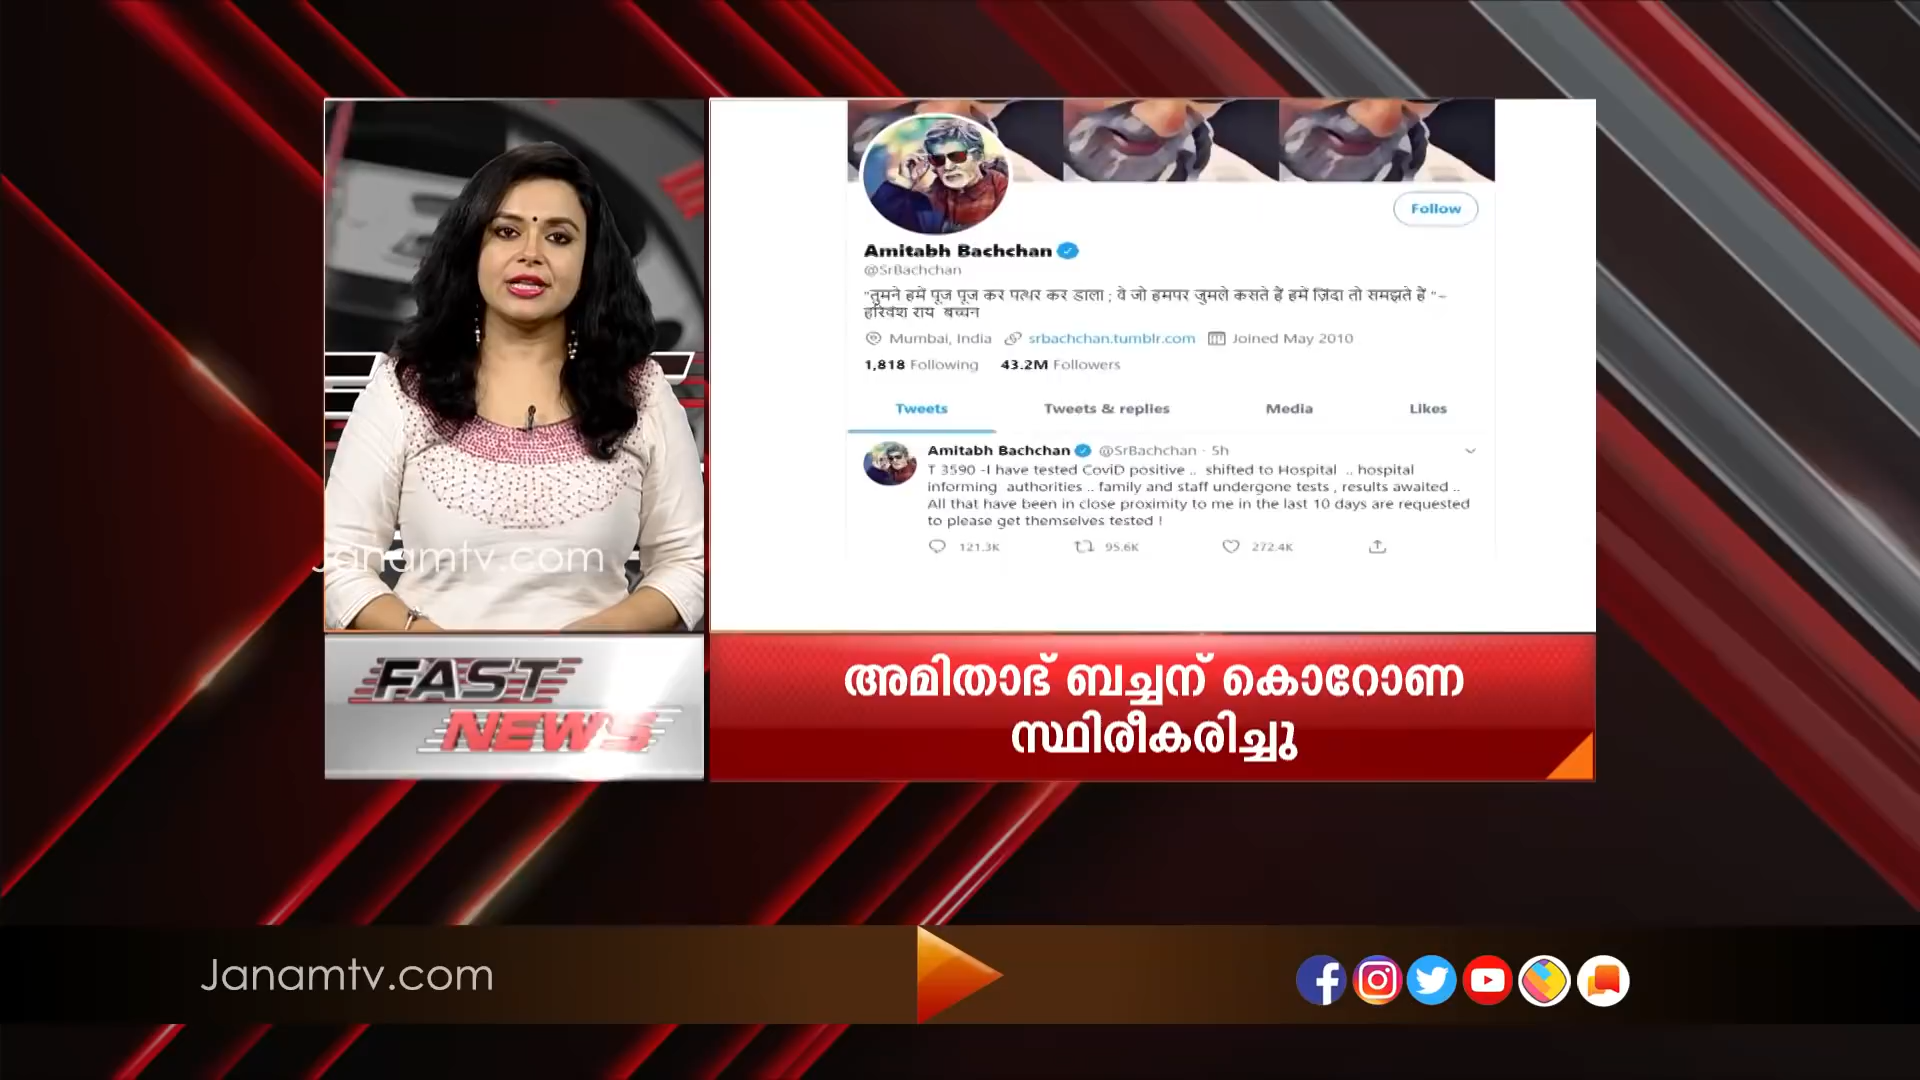 Follow
Amitabh Bachchan
@SrBachchan
"तुमने हमें पूज पूज कर पत्थर कर डाला ; वे जो हमपर जुमले कसते हैं हमें ज़िंदा तो समझते हैं "~
हरिवंश राय बच्चन
Mumbai, India srbachchan.tumblr.com Joined May 2010
1,818 Following 43.2M Followers
Tweets Tweets & replies Media Likes
Amitabh Bachchan @SrBachchan · 5h
T 3590 -I have tested CoviD positive .. shifted to Hospital .. hospital
informing authorities .. family and staff undergone tests , results awaited ..
All that have been in close proximity to me in the last 10 days are requested
to please get themselves tested !
121.3K 95.6K 272.4K
Janamtv.com
FAST
NEWS
അമിതാഭ് ബച്ചന് കൊറോണ
സ്ഥിരീകരിച്ചു
Janamtv.com